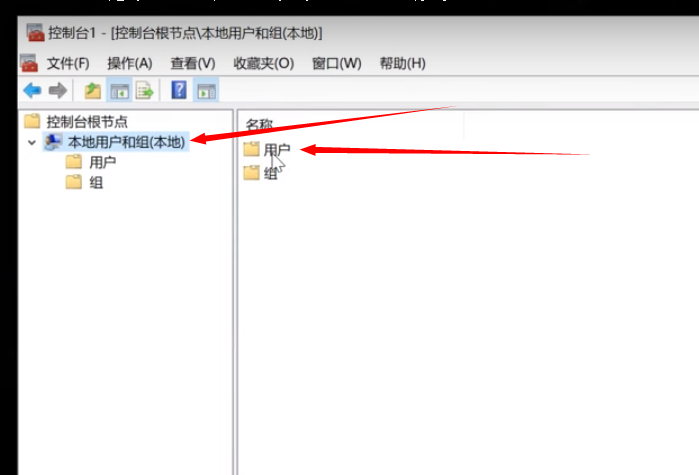 控制台1 - [控制台根节点\本地用户和组(本地)]
文件(F) 操作(A) 查看(V) 收藏夹(O) 窗口(W) 帮助(H)
控制台根节点
本地用户和组(本地)
用户
组
名称
用户
组